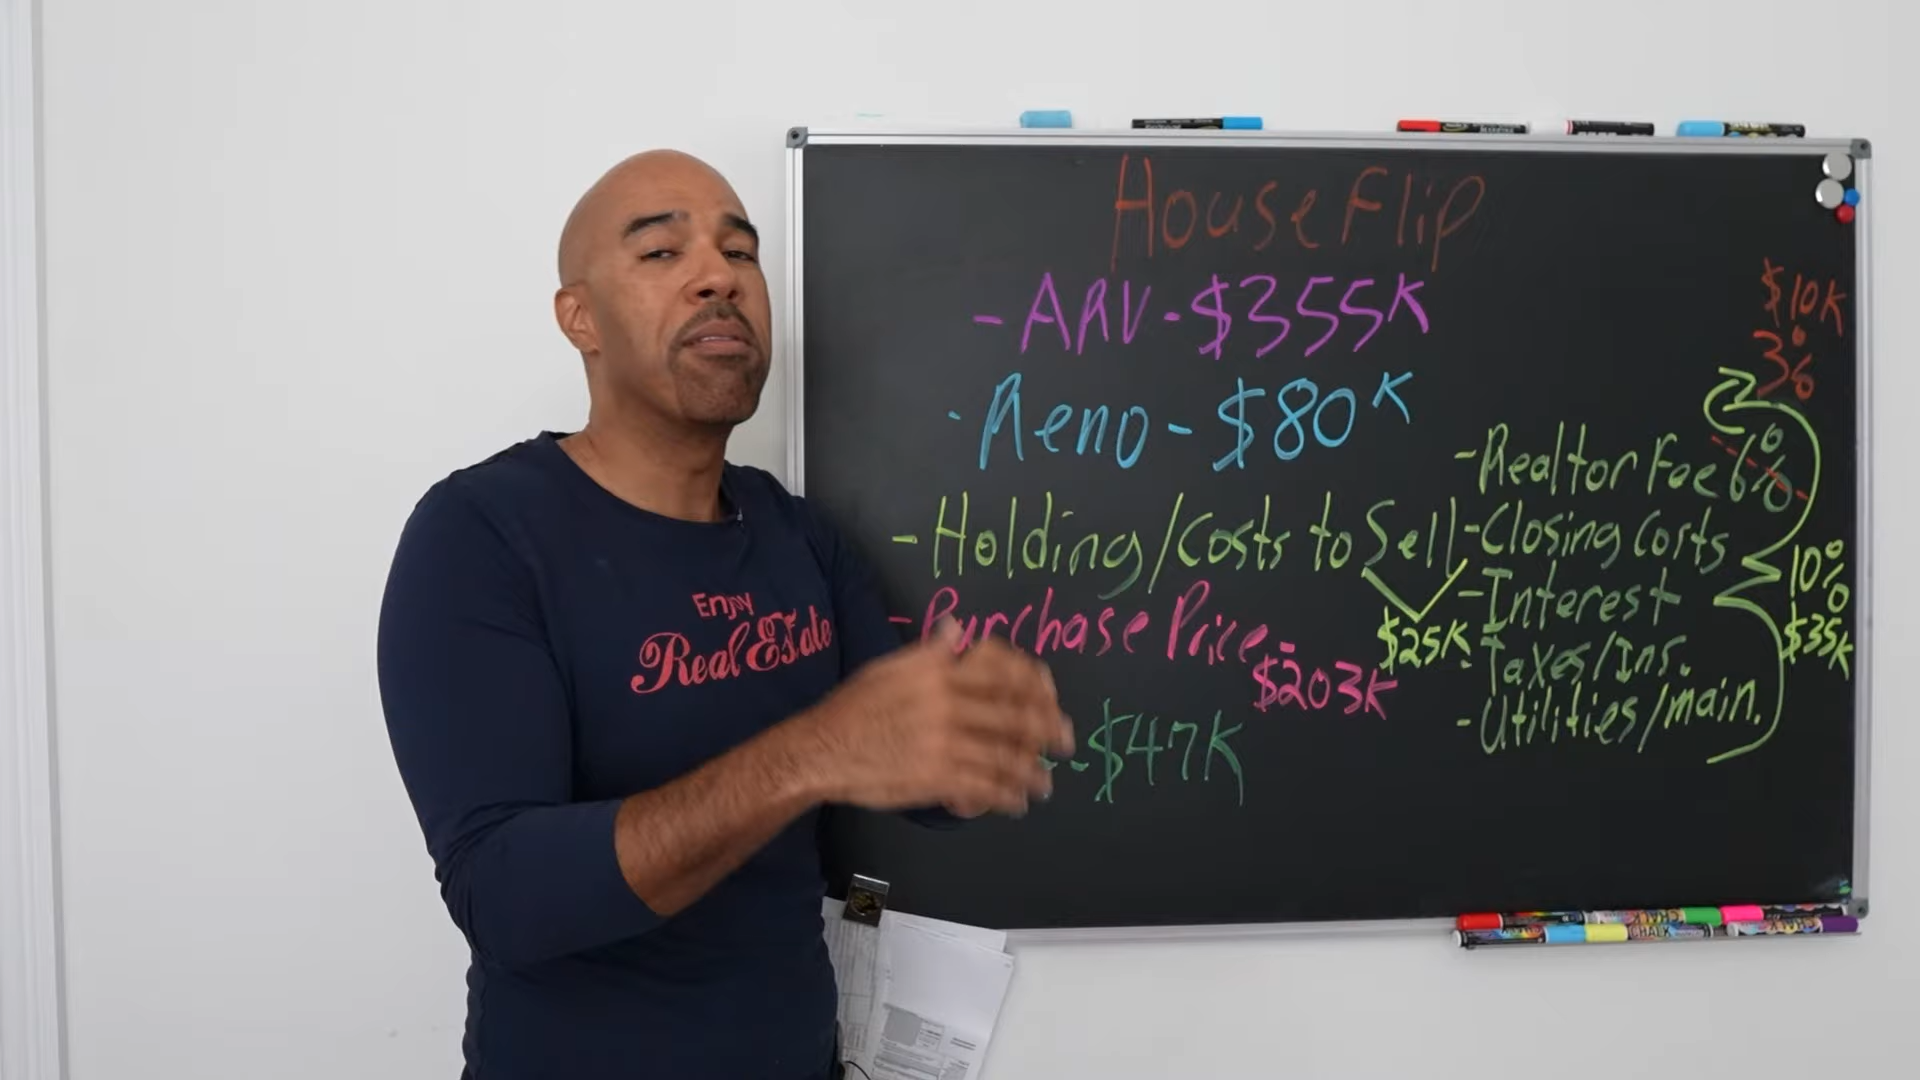 House Flip
- ARV - $355K
- Reno - $80K
- Holding/Costs to Sell
$25K
- Purchase Price -
$203K
- $47K
$10K
3%
- Realtor Fee 6%
- Closing Costs
- Interest
- Taxes/Ins.
- Utilities/main.
10%
$35K
Enjoy
Real Estate
CHALK